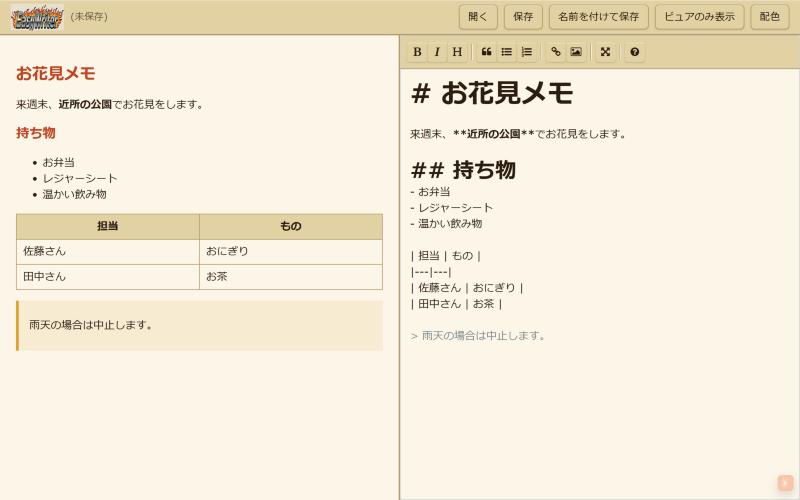 (未保存)
開く
保存
名前を付けて保存
ピュアのみ表示
配色
お花見メモ
来週末、近所の公園でお花見をします。
持ち物
• お弁当
• レジャーシート
• 温かい飲み物
担当 もの
佐藤さん おにぎり
田中さん お茶
雨天の場合は中止します。
B I H
# お花見メモ
来週末、**近所の公園**でお花見をします。
## 持ち物
- お弁当
- レジャーシート
- 温かい飲み物
| 担当 | もの |
|---|---|
| 佐藤さん | おにぎり |
| 田中さん | お茶 |
> 雨天の場合は中止します。